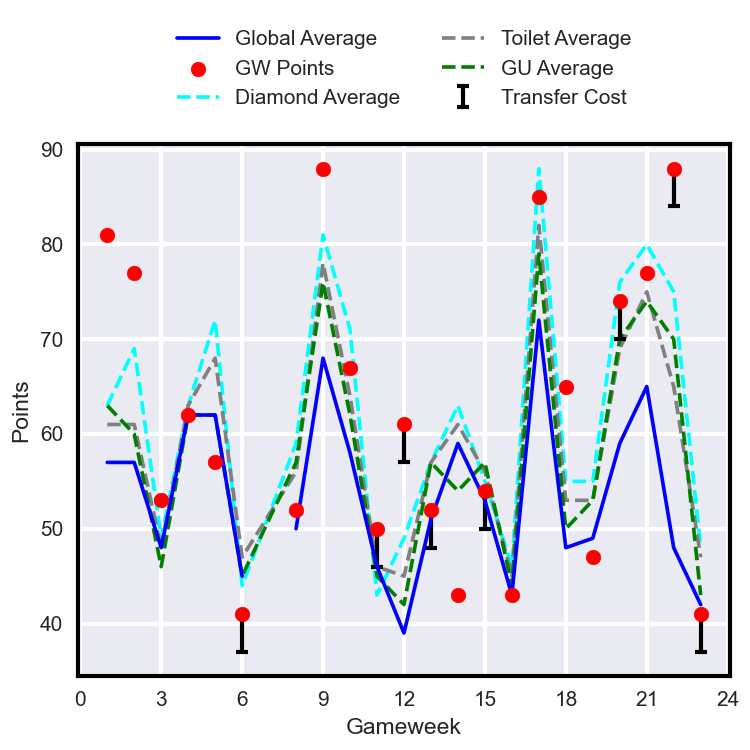 Global Average
GW Points
Diamond Average
Toilet Average
GU Average
Transfer Cost
90
80
70
60
50
40
Points
0 3 6 9 12 15 18 21 24
Gameweek